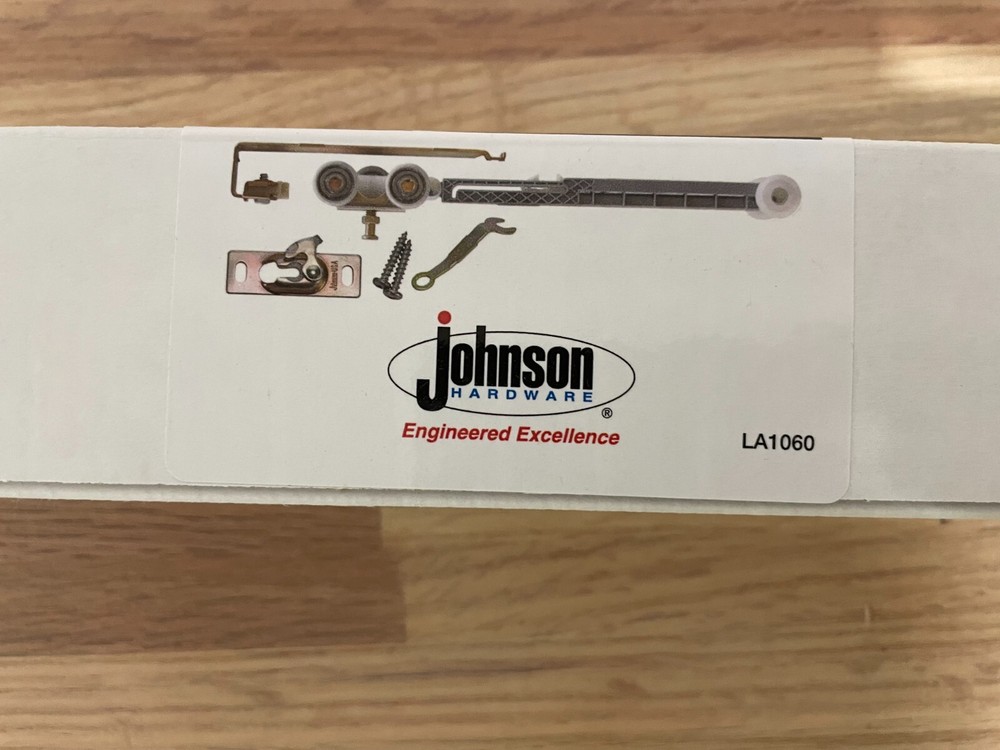 Johnson
HARDWARE
®
Engineered Excellence
LA1060